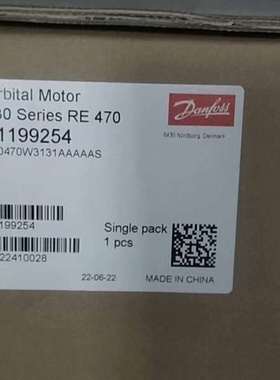 rbital Motor
30 Series RE 470
1199254
0470W3131AAAAAS
Danfoss
6430 Nordborg, Denmark
Single pack
1 pcs
199254
22410028
22-06-22
MADE IN CHINA